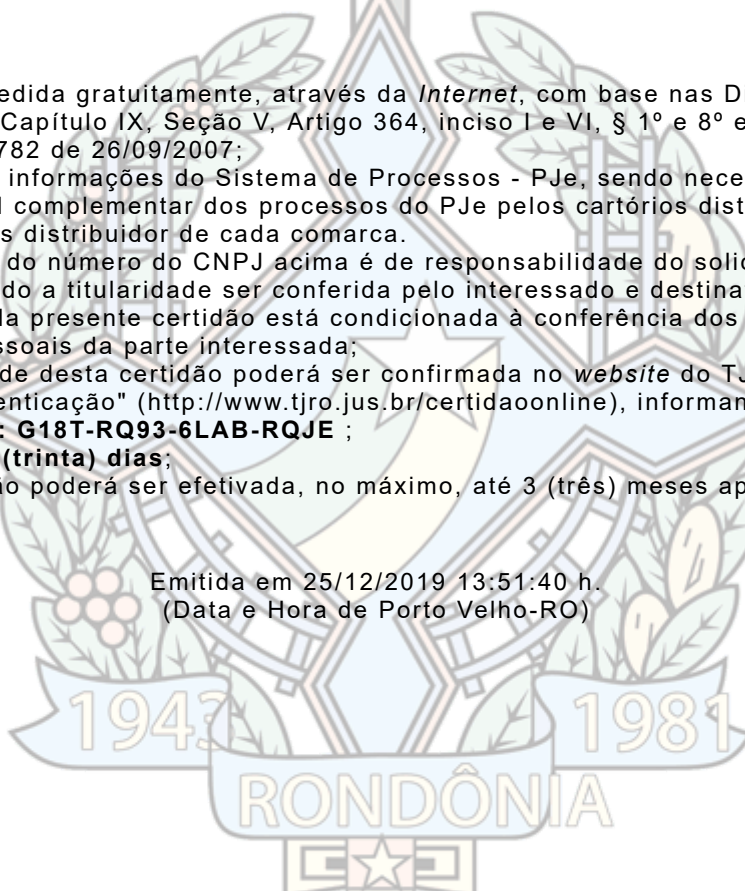 edida gratuitamente, através da Internet, com base nas D
Capítulo IX, Seção V, Artigo 364, inciso I e VI, § 1º e 8º e
782 de 26/09/2007;
informações do Sistema de Processos - PJe, sendo nece
l complementar dos processos do PJe pelos cartórios dist
s distribuidor de cada comarca.
do número do CNPJ acima é de responsabilidade do solic
do a titularidade ser conferida pelo interessado e destina
da presente certidão está condicionada à conferência dos
ssoais da parte interessada;
de desta certidão poderá ser confirmada no website do TJ
enticação" (http://www.tjro.jus.br/certidaoonline), informan
: G18T-RQ93-6LAB-RQJE ;
(trinta) dias;
ão poderá ser efetivada, no máximo, até 3 (três) meses ap
Emitida em 25/12/2019 13:51:40 h.
(Data e Hora de Porto Velho-RO)
1943
1981
RONDÔNIA